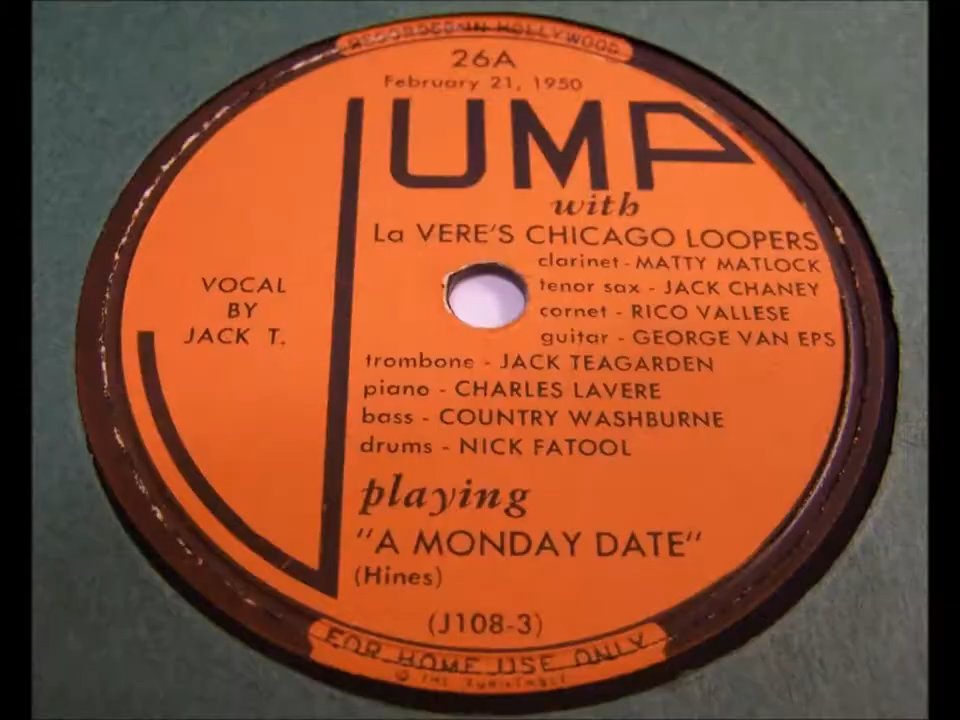 RECORDED IN HOLLYWOOD
26A
February 21, 1950
JUMP
with
La VERE'S CHICAGO LOOPERS
clarinet - MATTY MATLOCK
tenor sax - JACK CHANEY
cornet - RICO VALLESE
guitar - GEORGE VAN EPS
trombone - JACK TEAGARDEN
piano - CHARLES LAVERE
bass - COUNTRY WASHBURNE
drums - NICK FATOOL
VOCAL
BY
JACK T.
playing
"A MONDAY DATE"
(Hines)
(J108-3)
FOR HOME USE ONLY
© THE TURNTABLE